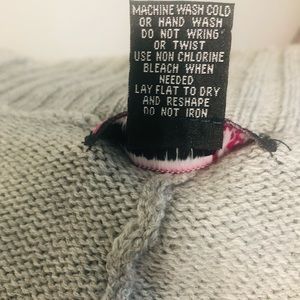 MACHINE WASH COLD
OR HAND WASH
DO NOT WRING
OR TWIST
USE NON CHLORINE
BLEACH WHEN
NEEDED
LAY FLAT TO DRY
AND RESHAPE
DO NOT IRON